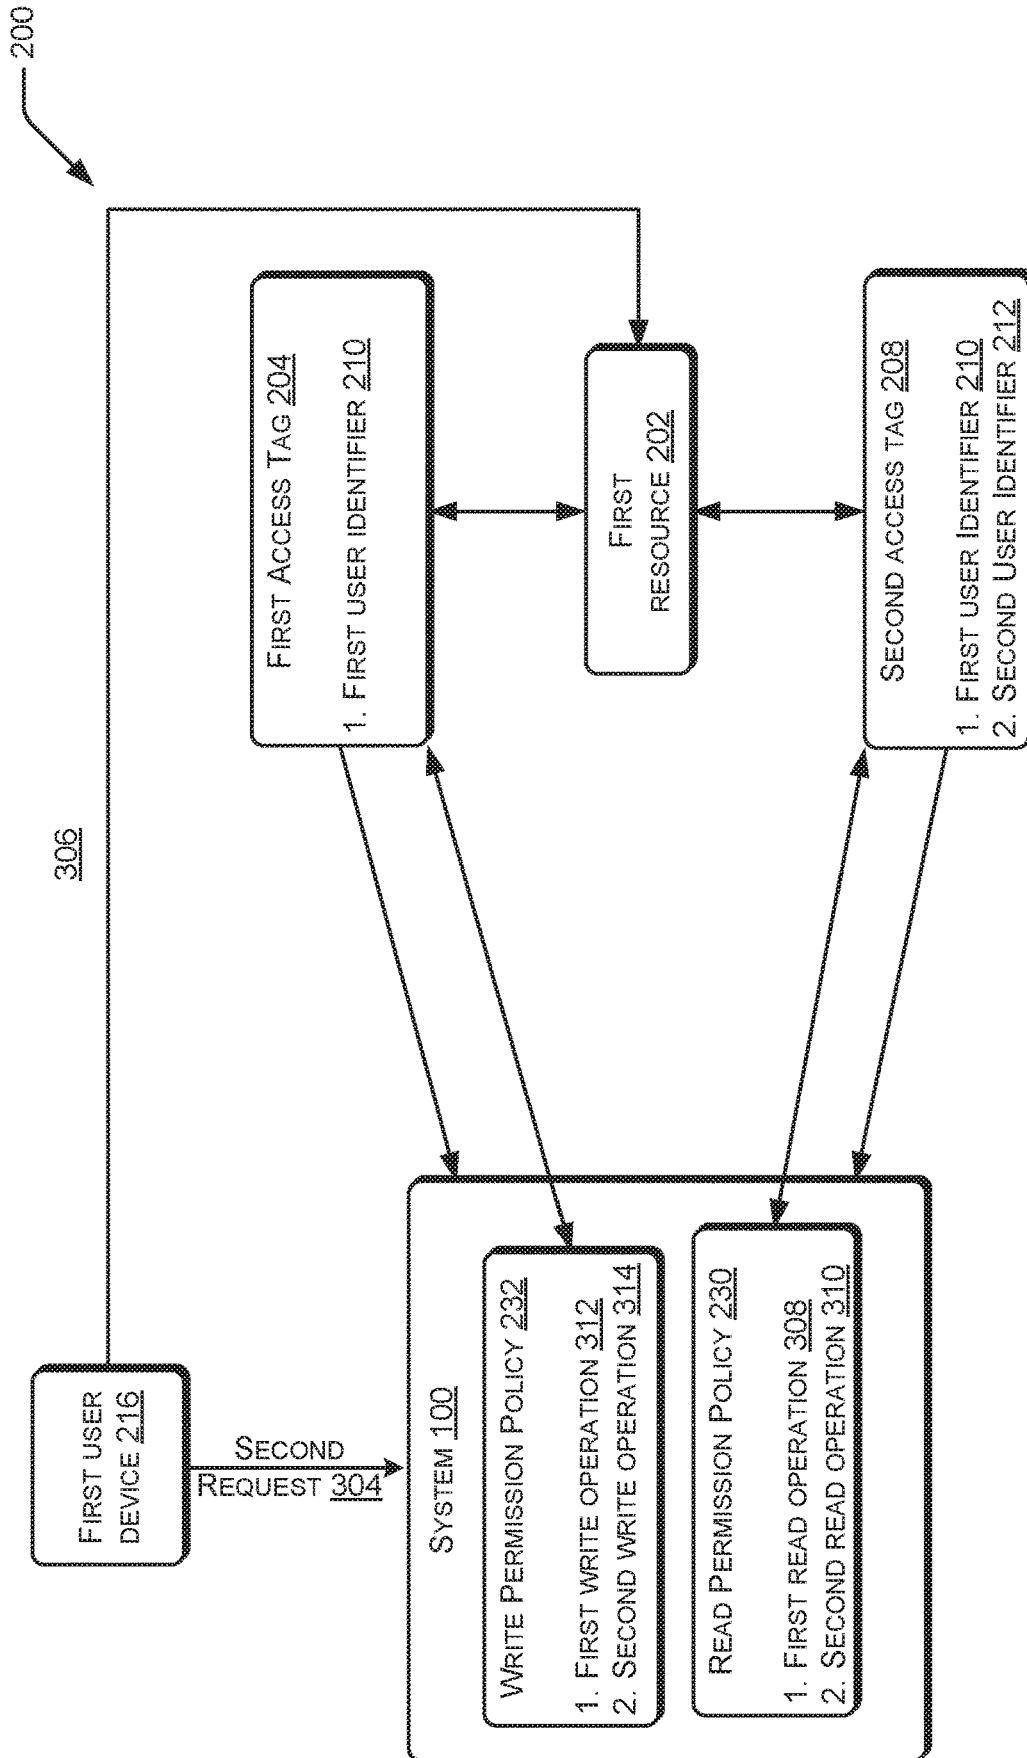 200
306
FIRST USER
DEVICE 216
SECOND
REQUEST 304
SYSTEM 100
WRITE PERMISSION POLICY 232
1. FIRST WRITE OPERATION 312
2. SECOND WRITE OPERATION 314
READ PERMISSION POLICY 230
1. FIRST READ OPERATION 308
2. SECOND READ OPERATION 310
FIRST ACCESS TAG 204
1. FIRST USER IDENTIFIER 210
FIRST
RESOURCE 202
SECOND ACCESS TAG 208
1. FIRST USER IDENTIFIER 210
2. SECOND USER IDENTIFIER 212